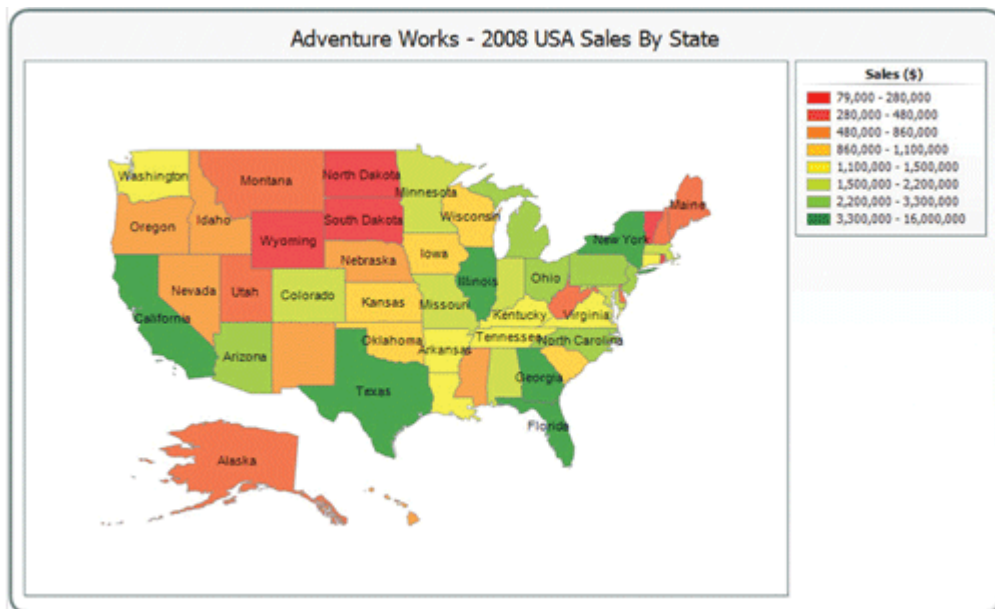 Adventure Works - 2008 USA Sales By State
Sales ($)
79,000 - 280,000
280,000 - 480,000
480,000 - 860,000
860,000 - 1,100,000
1,100,000 - 1,500,000
1,500,000 - 2,200,000
2,200,000 - 3,300,000
3,300,000 - 16,000,000
Washington
Montana
North Dakota
Minnesota
Maine
Oregon
Idaho
Wyoming
South Dakota
Wisconsin
New York
Nebraska
Iowa
Nevada
Utah
Colorado
Kansas
Missouri
Illinois
Ohio
California
Kentucky
Virginia
Arizona
Oklahoma
Arkansas
Tennessee
North Carolina
Texas
Georgia
Florida
Alaska